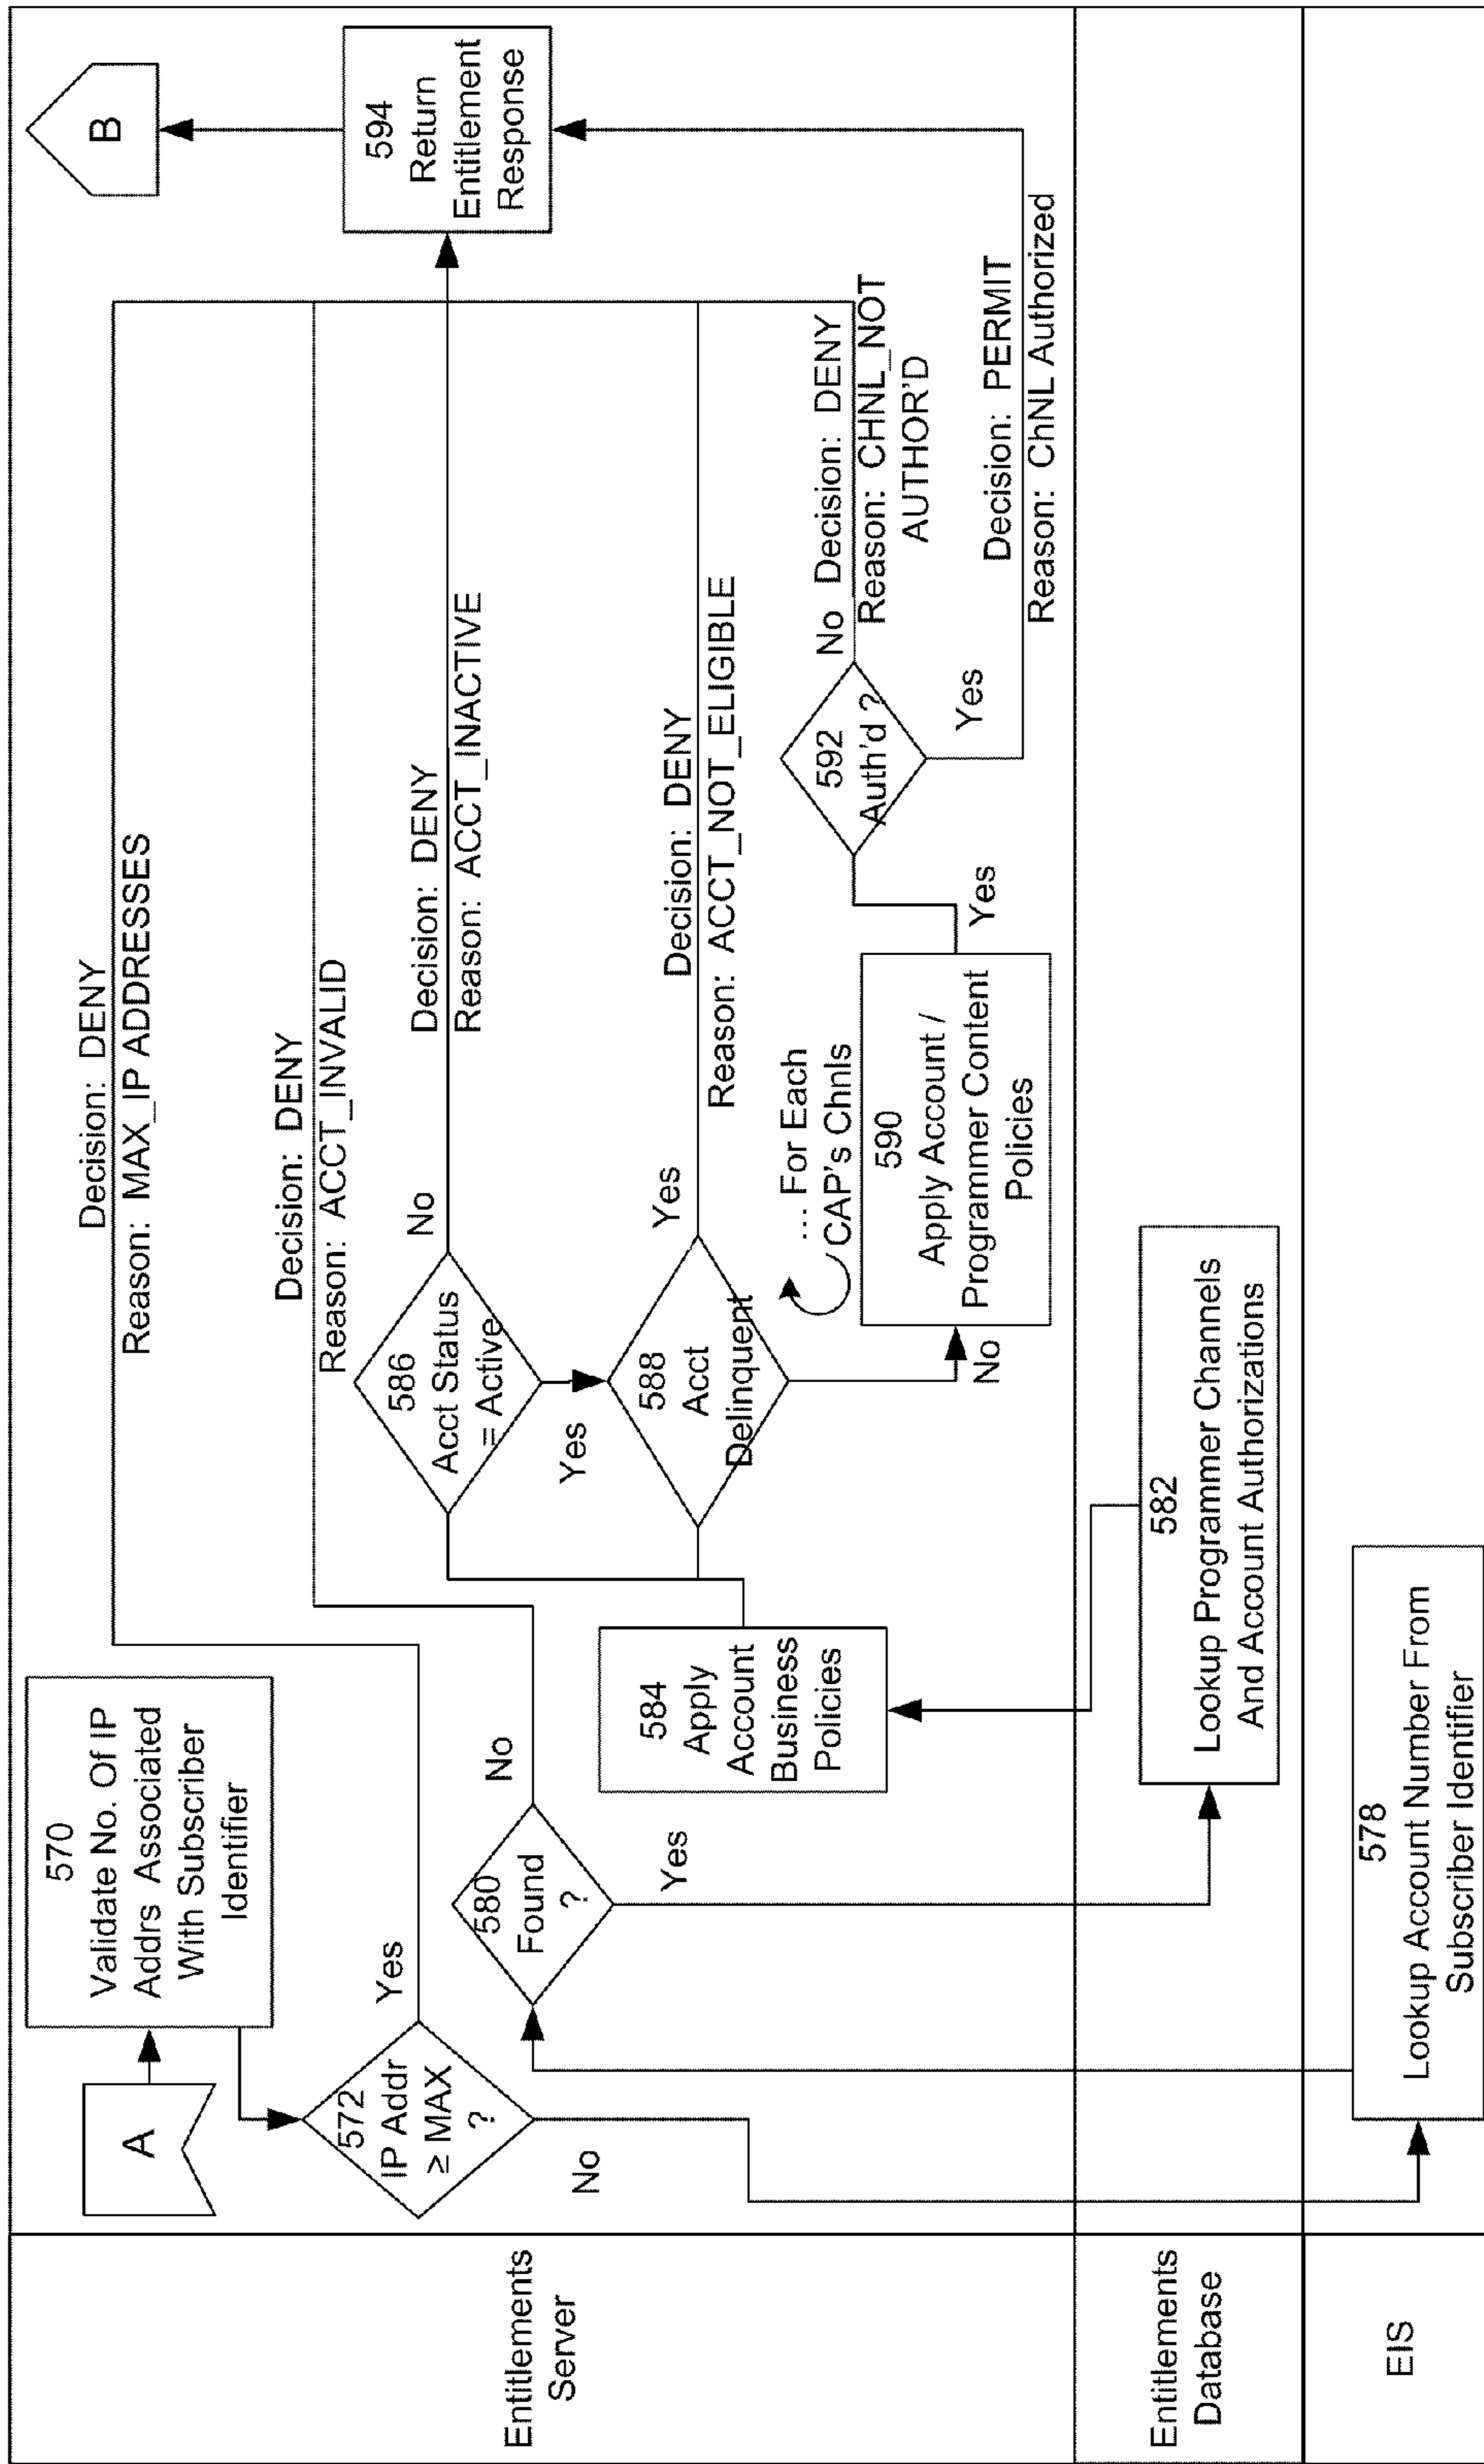 Entitlements
Server
Entitlements
Database
EIS
A
570
Validate No. Of IP
Addrs Associated
With Subscriber
Identifier
572
IP Addr
≥ MAX
?
Yes
No
Decision: DENY
Reason: MAX_IP ADDRESSES
578
Lookup Account Number From
Subscriber Identifier
580
Found
?
No
Yes
Decision: DENY
Reason: ACCT_INVALID
582
Lookup Programmer Channels
And Account Authorizations
584
Apply
Account
Business
Policies
586
Acct Status
= Active
No
Yes
Decision: DENY
Reason: ACCT_INACTIVE
588
Acct
Delinquent
Yes
No
Decision: DENY
Reason: ACCT_NOT_ELIGIBLE
... For Each
CAP's Chnls
590
Apply Account /
Programmer Content
Policies
Yes
592
Auth'd ?
No Decision: DENY
Reason: CHNL_NOT
AUTHOR'D
Yes
Decision: PERMIT
Reason: ChNL Authorized
594
Return
Entitlement
Response
B